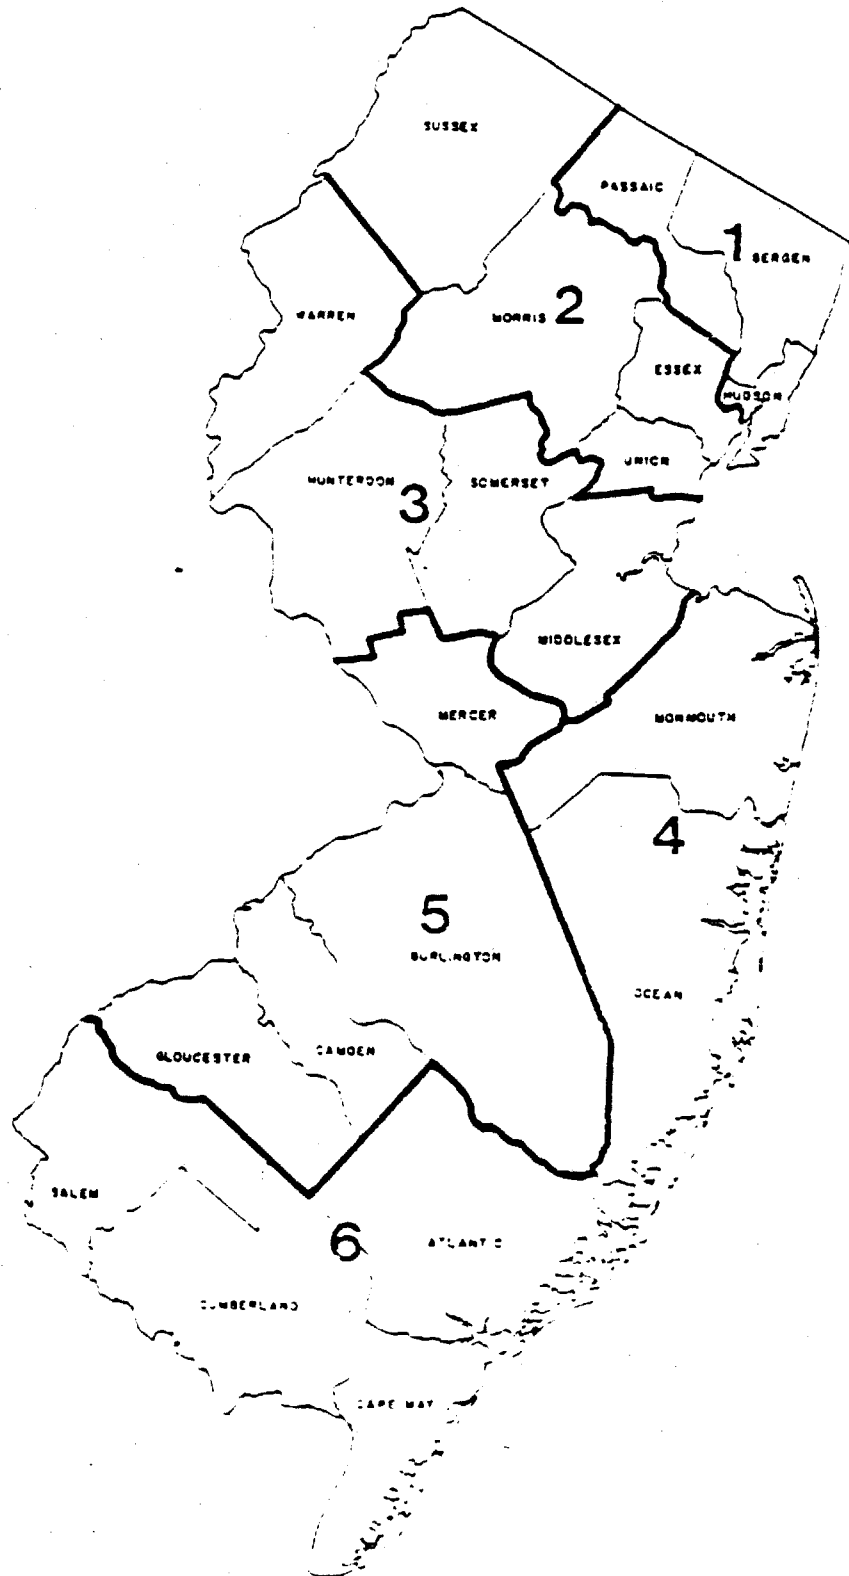 SUSSEX
PASSAIC
1
BERGEN
WARREN
MORRIS
2
ESSEX
HUDSON
HUNTERDON
SOMERSET
UNION
3
MIDDLESEX
MERCER
MONMOUTH
4
5
BURLINGTON
OCEAN
GLOUCESTER
CAMDEN
SALEM
6
ATLANTIC
CUMBERLAND
CAPE MAY